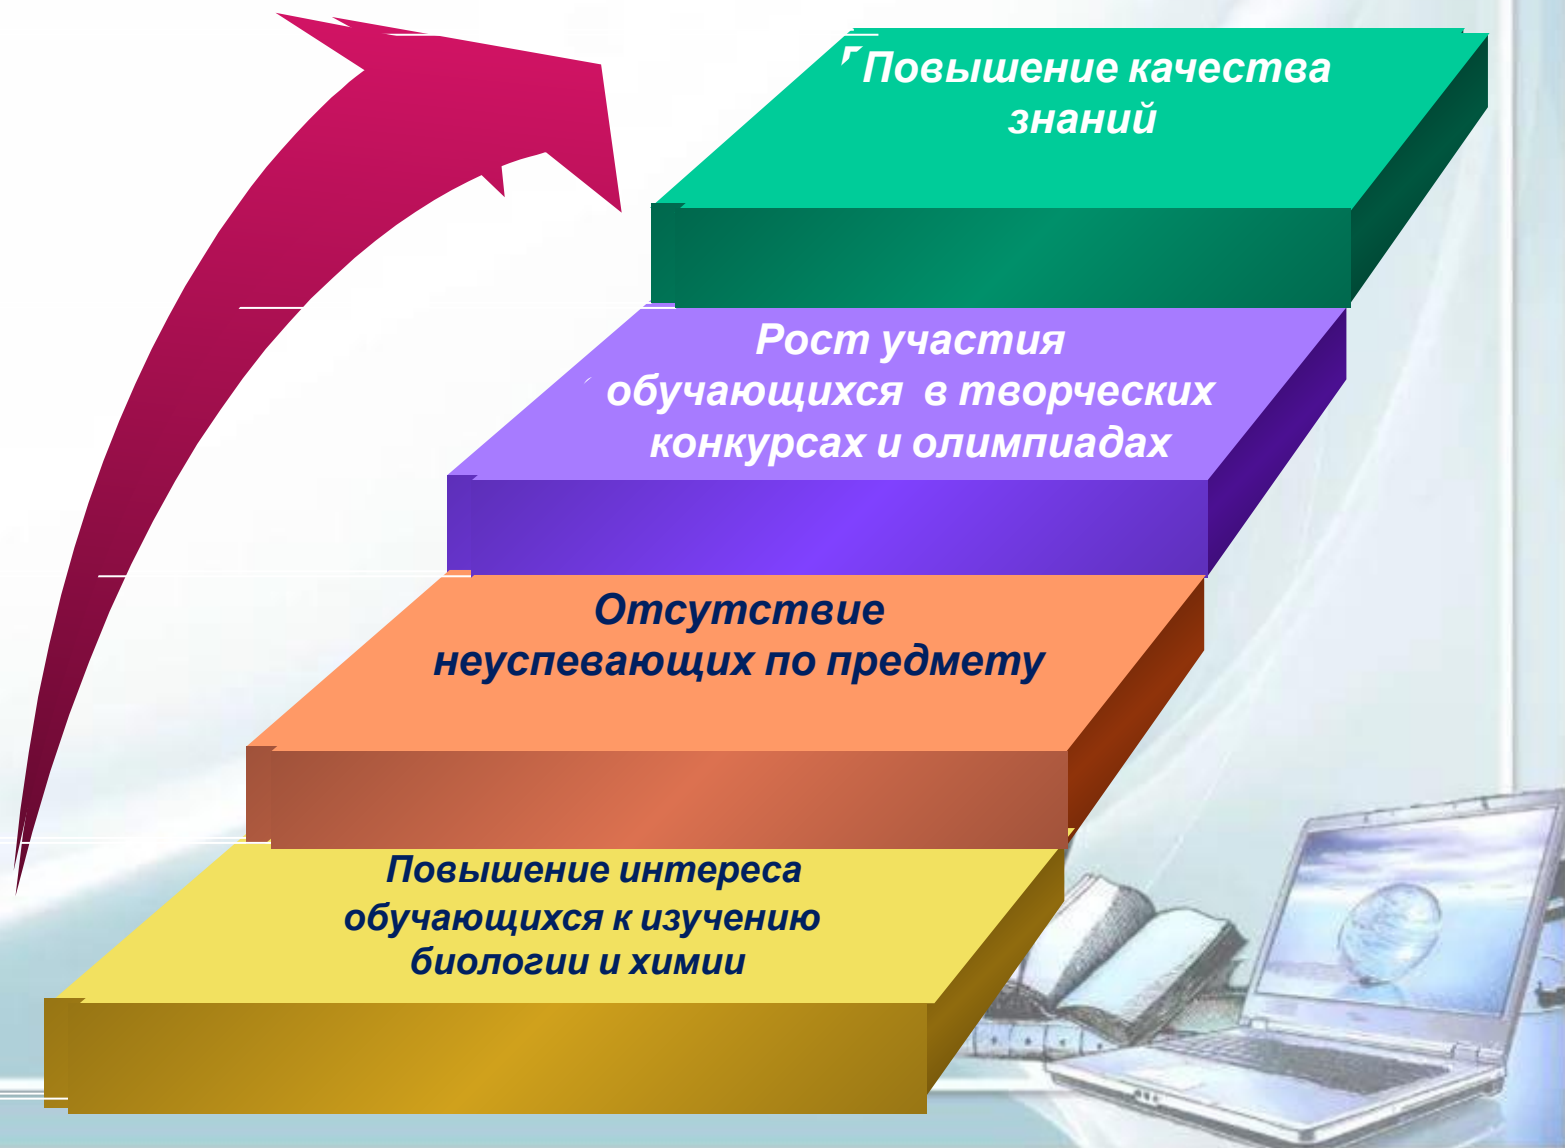 Повышение качества
знаний
Рост участия
обучающихся в творческих
конкурсах и олимпиадах
Отсутствие
неуспевающих по предмету
Повышение интереса
обучающихся к изучению
биологии и химии